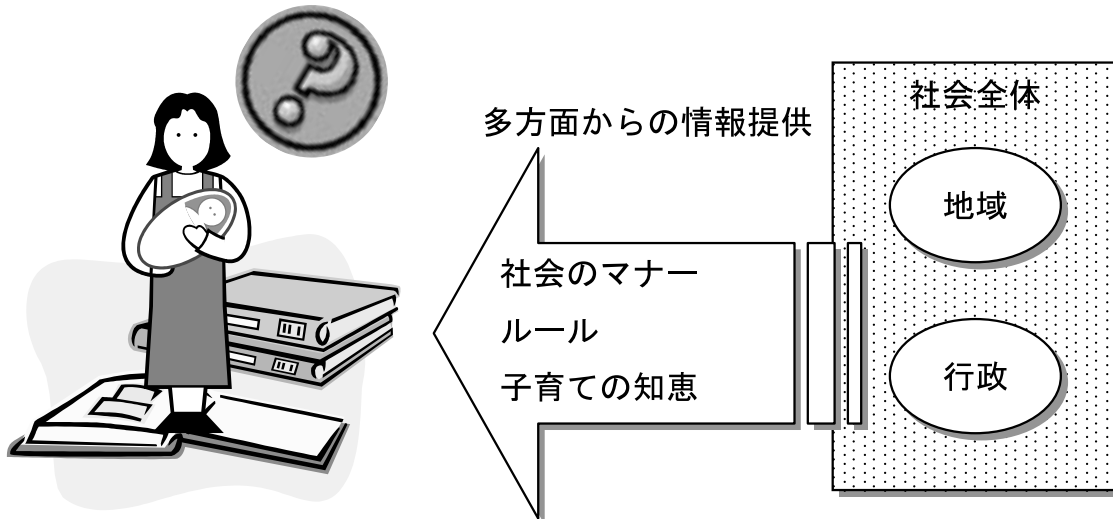 多方面からの情報提供
社会のマナー
ルール
子育ての知恵
社会全体
地域
行政